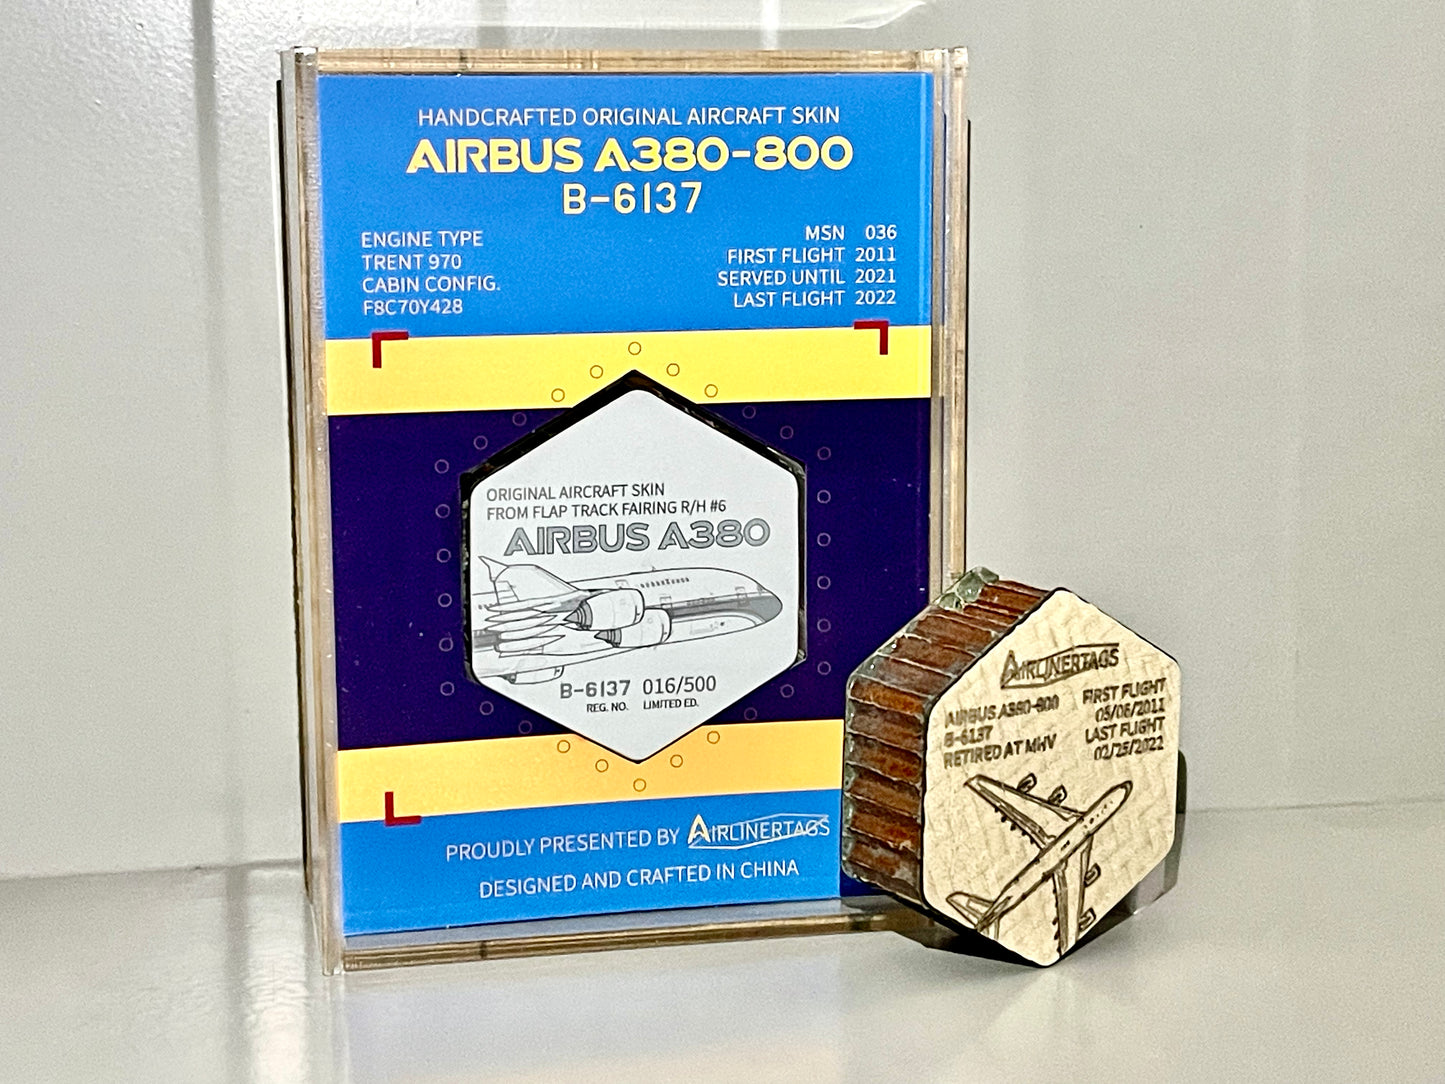 HANDCRAFTED ORIGINAL AIRCRAFT SKIN
AIRBUS A380-800
B-6137
ENGINE TYPE
TRENT 970
CABIN CONFIG.
F8C70Y428
MSN 036
FIRST FLIGHT 2011
SERVED UNTIL 2021
LAST FLIGHT 2022
ORIGINAL AIRCRAFT SKIN
FROM FLAP TRACK FAIRING R/H #6
AIRBUS A380
B-6137 016/500
REG. NO. LIMITED ED.
PROUDLY PRESENTED BY AIRLINERTAGS
DESIGNED AND CRAFTED IN CHINA
AIRLINERTAGS
AIRBUS A380-800
B-6137
RETIRED AT MHV
FIRST FLIGHT
05/06/2011
LAST FLIGHT
02/25/2022